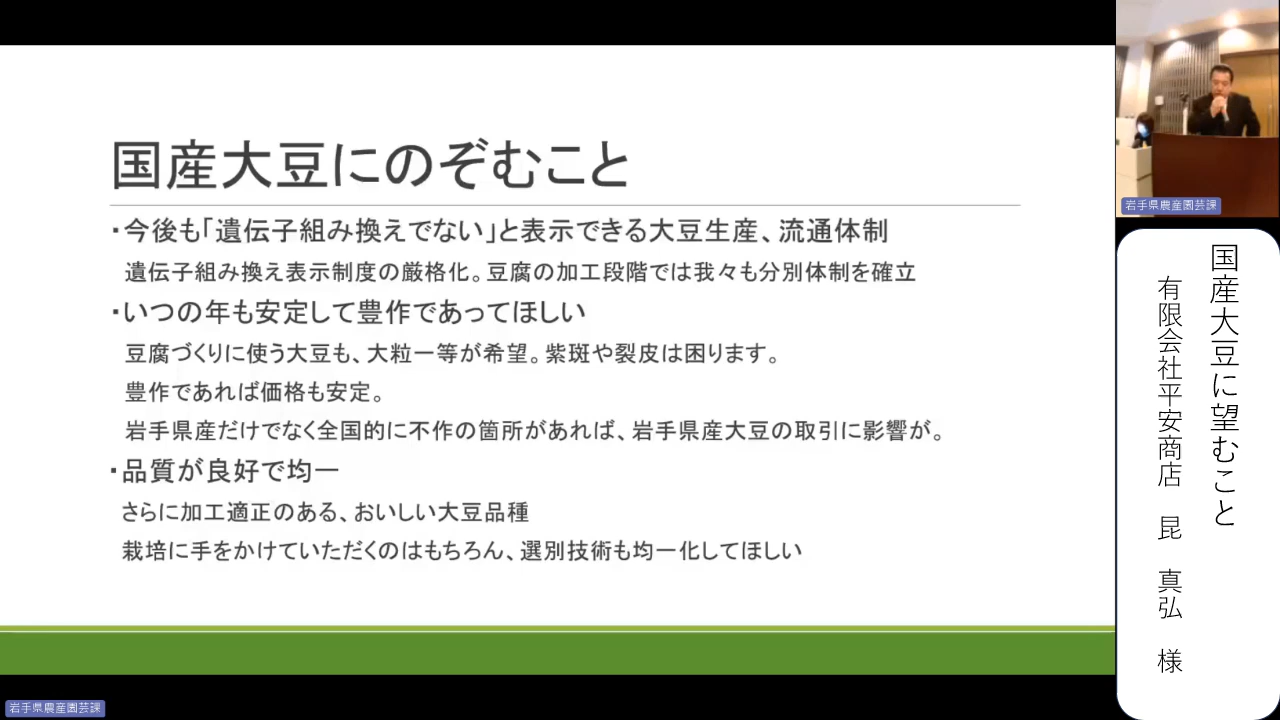 国産大豆にのぞむこと
・今後も「遺伝子組み換えでない」と表示できる大豆生産、流通体制
遺伝子組み換え表示制度の厳格化。豆腐の加工段階では我々も分別体制を確立
・いつの年も安定して豊作であってほしい
豆腐づくりに使う大豆も、大粒一等が希望。紫斑や裂皮は困ります。
豊作であれば価格も安定。
岩手県産だけでなく全国的に不作の箇所があれば、岩手県産大豆の取引に影響が。
・品質が良好で均一
さらに加工適正のある、おいしい大豆品種
栽培に手をかけていただくのはもちろん、選別技術も均一化してほしい
岩手県農産園芸課
国産大豆に望むこと
有限会社平安商店 昆 真弘 様
岩手県農産園芸課